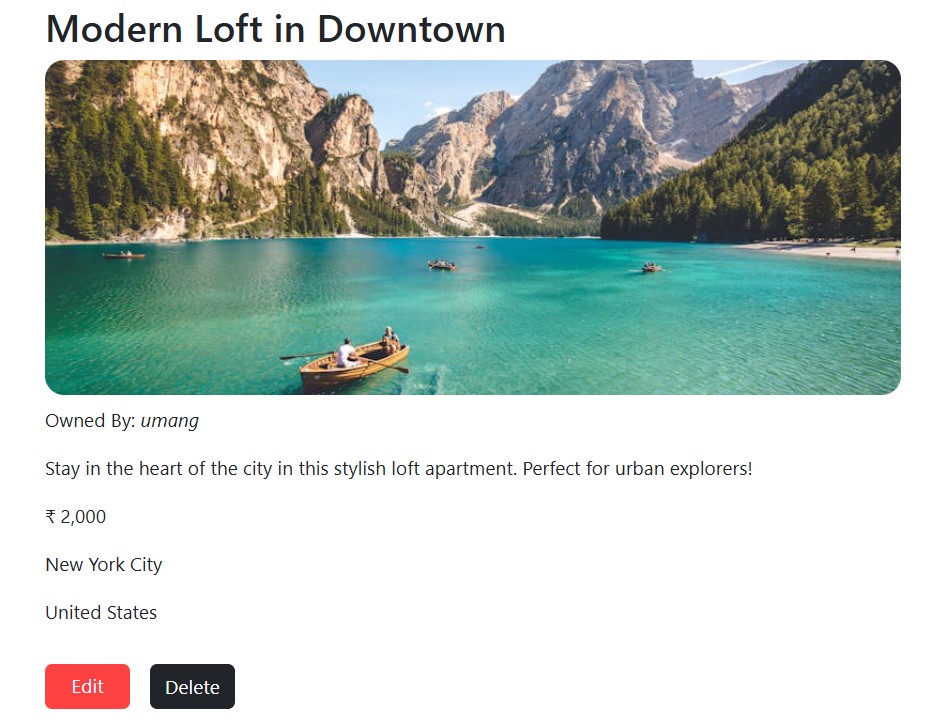 Modern Loft in Downtown
Owned By: umang
Stay in the heart of the city in this stylish loft apartment. Perfect for urban explorers!
₹ 2,000
New York City
United States
Edit
Delete